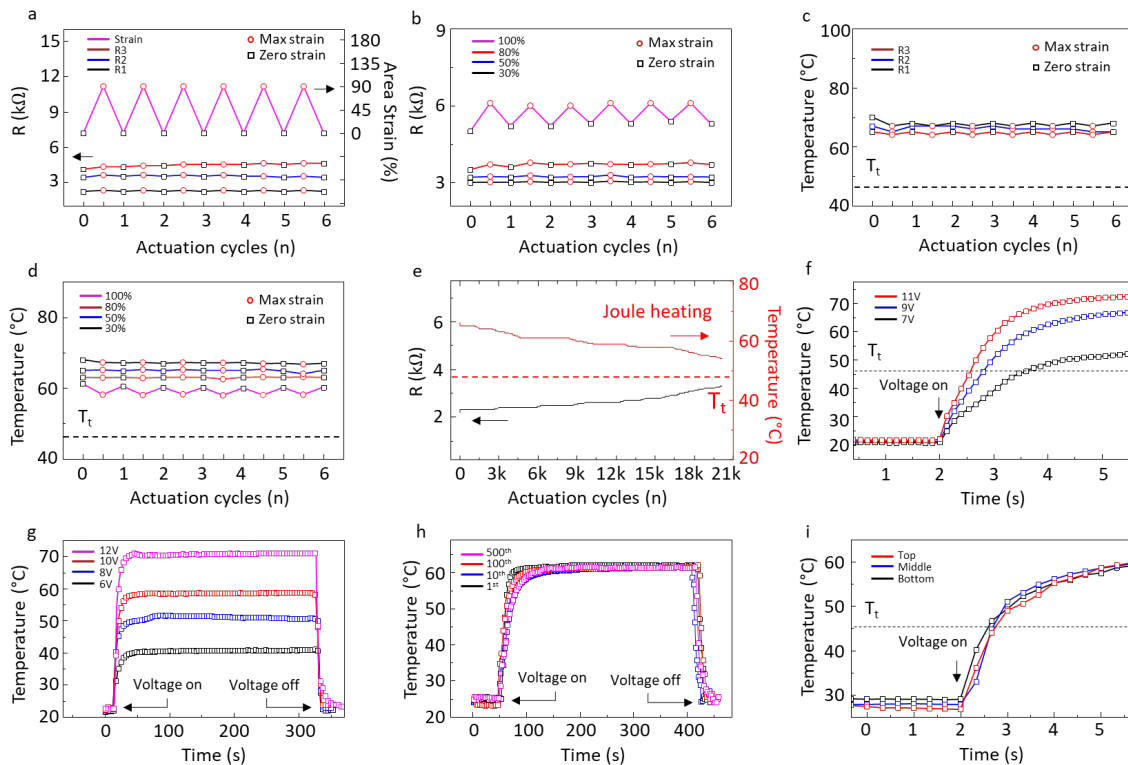 a
R (kΩ)
15
12
9
6
3
Strain
R3
R2
R1
Max strain
Zero strain
180
135
90
45
0
Area Strain (%)
0 1 2 3 4 5 6
Actuation cycles (n)
b
R (kΩ)
9
6
3
100%
80%
50%
30%
Max strain
Zero strain
0 1 2 3 4 5 6
Actuation cycles (n)
c
Temperature (°C)
100
80
60
40
R3
R2
R1
Max strain
Zero strain
Tt
0 1 2 3 4 5 6
Actuation cycles (n)
d
Temperature (°C)
80
60
40
100%
80%
50%
30%
Max strain
Zero strain
Tt
0 1 2 3 4 5 6
Actuation cycles (n)
e
R (kΩ)
6
4
2
Joule heating
Tt
80
60
40
20
Temperature (°C)
0 3k 6k 9k 12k 15k 18k 21k
Actuation cycles (n)
f
Temperature (°C)
70
60
50
40
30
20
11V
9V
7V
Tt
Voltage on
1 2 3 4 5
Time (s)
g
Temperature (°C)
70
60
50
40
30
20
12V
10V
8V
6V
Voltage on
Voltage off
0 100 200 300
Time (s)
h
Temperature (°C)
60
50
40
30
20
500th
100th
10th
1st
Voltage on
Voltage off
0 100 200 300 400
Time (s)
i
Temperature (°C)
60
50
40
30
Top
Middle
Bottom
Tt
Voltage on
0 1 2 3 4 5
Time (s)